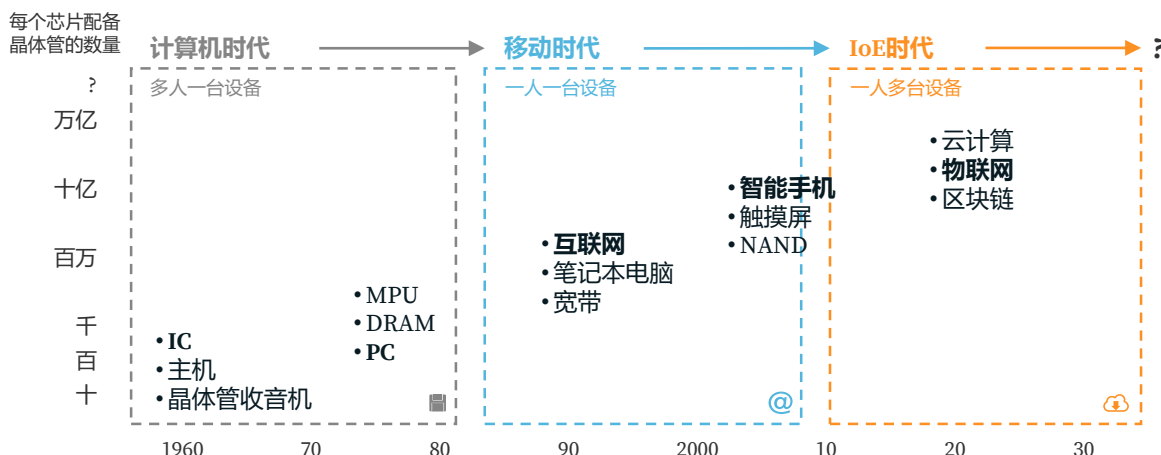 每个芯片配备
晶体管的数量
计算机时代
移动时代
IoE时代
?
多人一台设备
一人一台设备
一人多台设备
?
万亿
十亿
百万
千
百
十
•IC
•主机
•晶体管收音机
•MPU
•DRAM
•PC
•互联网
•笔记本电脑
•宽带
•智能手机
•触摸屏
•NAND
•云计算
•物联网
•区块链
@
1960 70 80 90 2000 10 20 30